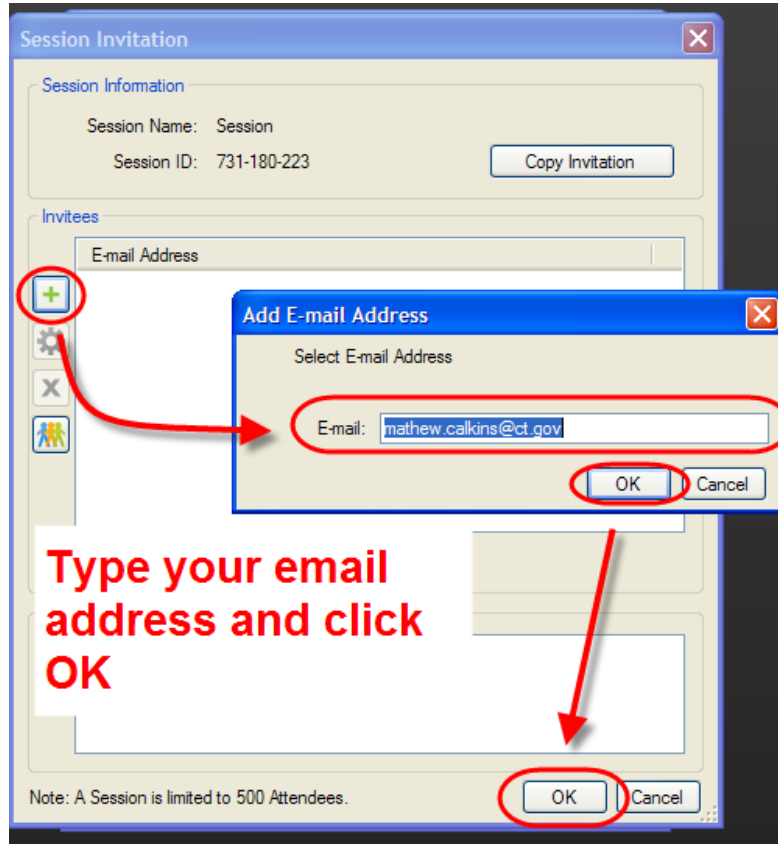 Session Invitation
Session Information
Session Name: Session
Session ID: 731-180-223
Copy Invitation
Invitees
E-mail Address
Add E-mail Address
Select E-mail Address
E-mail: mathew.calkins@ct.gov
OK Cancel
Type your email
address and click
OK
Note: A Session is limited to 500 Attendees.
OK Cancel